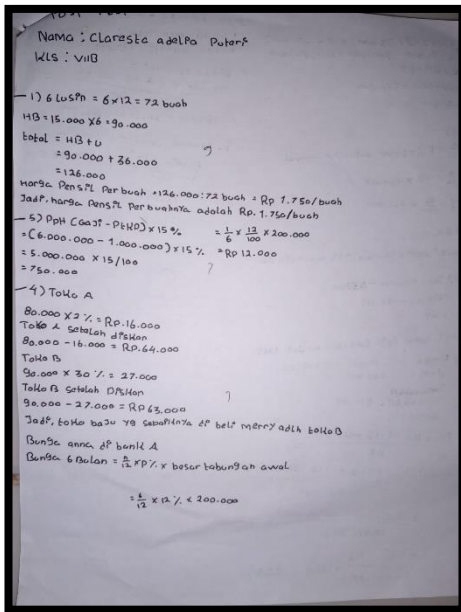 Nama : Claresta adelpa Puteri
Kls : VIIB
1) 6 Lusin = 6 x 12 = 72 buah
HB = 15.000 x 6 = 90.000
total = HB + U
= 90.000 + 36.000
= 126.000
Harga Pensil Per buah = 126.000 : 72 buah = Rp 1.750/buah
Jadi, harga Pensil Per buahnya adalah Rp. 1.750/buah
5) PPH (Gaji - PtKP) x 15% = 1/6 x 12/100 x 200.000
= (6.000.000 - 1.000.000) x 15% = Rp 12.000
= 5.000.000 x 15/100
= 750.000
4) Toko A
80.000 x 2% = Rp. 16.000
Toko A setelah diskon
80.000 - 16.000 = Rp. 64.000
Toko B
90.000 x 30% = 27.000
Toko B setelah Diskon
90.000 - 27.000 = Rp 63.000
Jadi, toko baju yg sebaiknya di beli merry adlh toko B
Bunga anna di bank A
Bunga 6 Bulan = n/12 x P% x besar tabungan awal
= 6/12 x 12% x 200.000